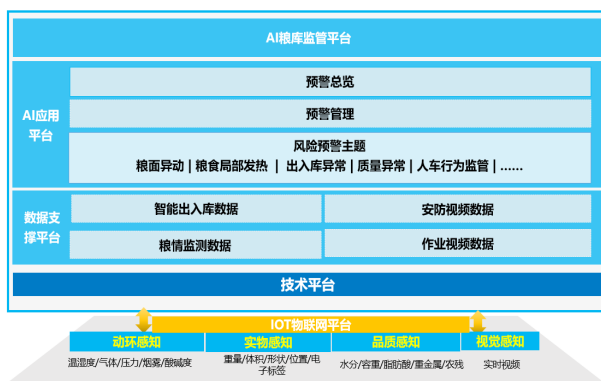 AI粮库监管平台
AI应用
平台
预警总览
预警管理
风险预警主题
粮面异动 | 粮食局部发热 | 出入库异常 | 质量异常 | 人车行为监管 | ......
数据支
撑平台
智能出入库数据
安防视频数据
粮情监测数据
作业视频数据
技术平台
IOT物联网平台
动环感知
实物感知
品质感知
视觉感知
温湿度/气体/压力/烟雾/酸碱度
重量/体积/形状/位置/电
子标签
水分/容重/脂肪酸/重金属/农残
实时视频